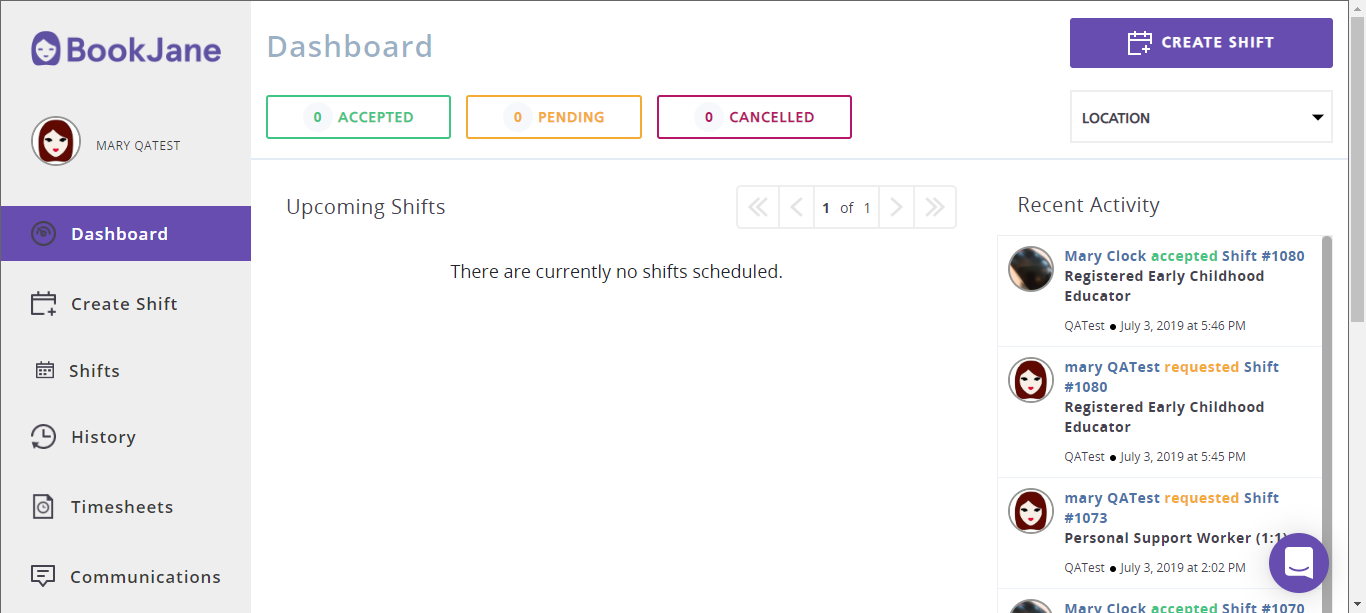 BookJane
MARY QATEST
Dashboard
Create Shift
Shifts
History
Timesheets
Communications
Dashboard
CREATE SHIFT
0 ACCEPTED
0 PENDING
0 CANCELLED
LOCATION
Upcoming Shifts
1 of 1
There are currently no shifts scheduled.
Recent Activity
Mary Clock accepted Shift #1080
Registered Early Childhood
Educator
QATest ● July 3, 2019 at 5:46 PM
mary QATest requested Shift
#1080
Registered Early Childhood
Educator
QATest ● July 3, 2019 at 5:45 PM
mary QATest requested Shift
#1073
Personal Support Worker (1:1)
QATest ● July 3, 2019 at 2:02 PM
Mary Clock accepted Shift #1070